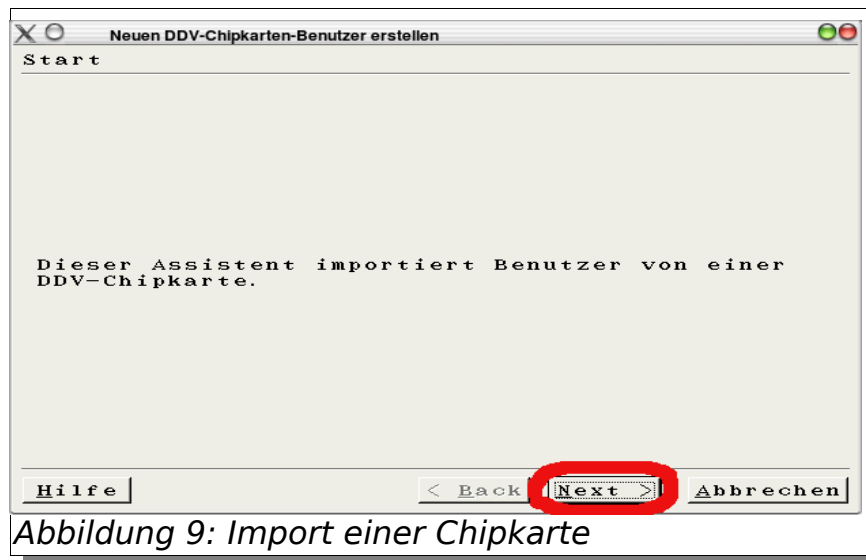 Neuen DDV-Chipkarten-Benutzer erstellen
Start
Dieser Assistent importiert Benutzer von einer
DDV-Chipkarte.
Hilfe < Back Next > Abbrechen
Abbildung 9: Import einer Chipkarte